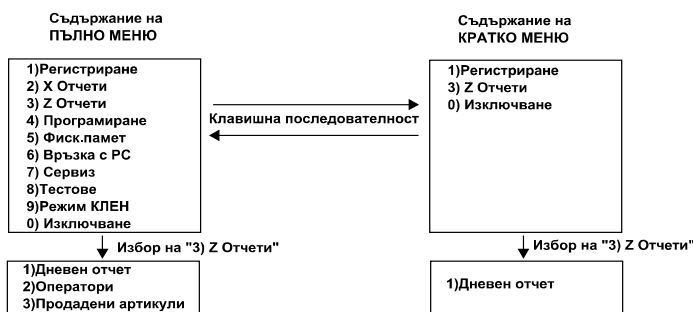 Съдържание на
ПЪЛНО МЕНЮ
1)Регистриране
2) X Отчети
3) Z Отчети
4) Програмиране
5) Фиск.памет
6) Връзка с PC
7) Сервиз
8)Тестове
9)Режим КЛЕН
0) Изключване
Клавишна последователност
Съдържание на
КРАТКО МЕНЮ
1)Регистриране
3) Z Отчети
0) Изключване
Избор на "3) Z Отчети"
1)Дневен отчет
2)Оператори
3)Продадени артикули
Избор на "3) Z Отчети"
1)Дневен отчет